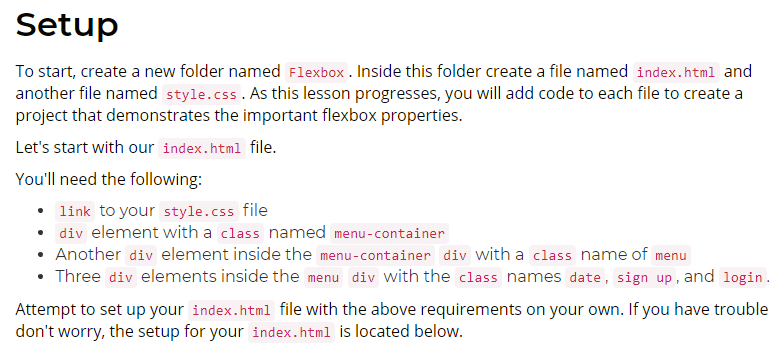 Setup
To start, create a new folder named Flexbox. Inside this folder create a file named index.html and
another file named style.css. As this lesson progresses, you will add code to each file to create a
project that demonstrates the important flexbox properties.
Let's start with our index.html file.
You'll need the following:
• link to your style.css file
• div element with a class named menu-container
• Another div element inside the menu-container div with a class name of menu
• Three div elements inside the menu div with the class names date, sign up, and login.
Attempt to set up your index.html file with the above requirements on your own. If you have trouble
don't worry, the setup for your index.html is located below.